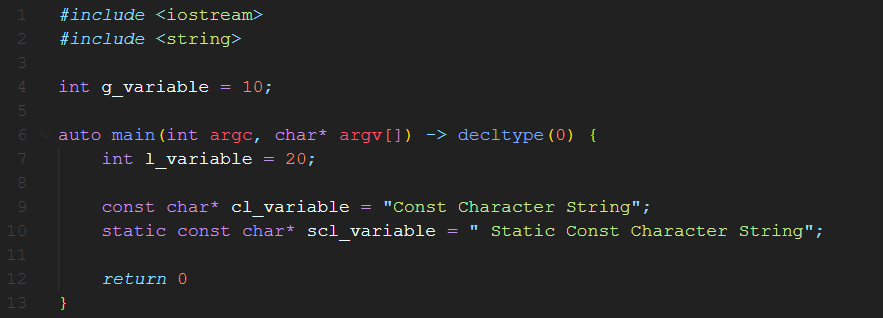 1 #include <iostream>
2 #include <string>
3
4 int g_variable = 10;
5
6 auto main(int argc, char* argv[]) -> decltype(0) {
7 int l_variable = 20;
8
9 const char* cl_variable = "Const Character String";
10 static const char* scl_variable = " Static Const Character String";
11
12 return 0
13 }